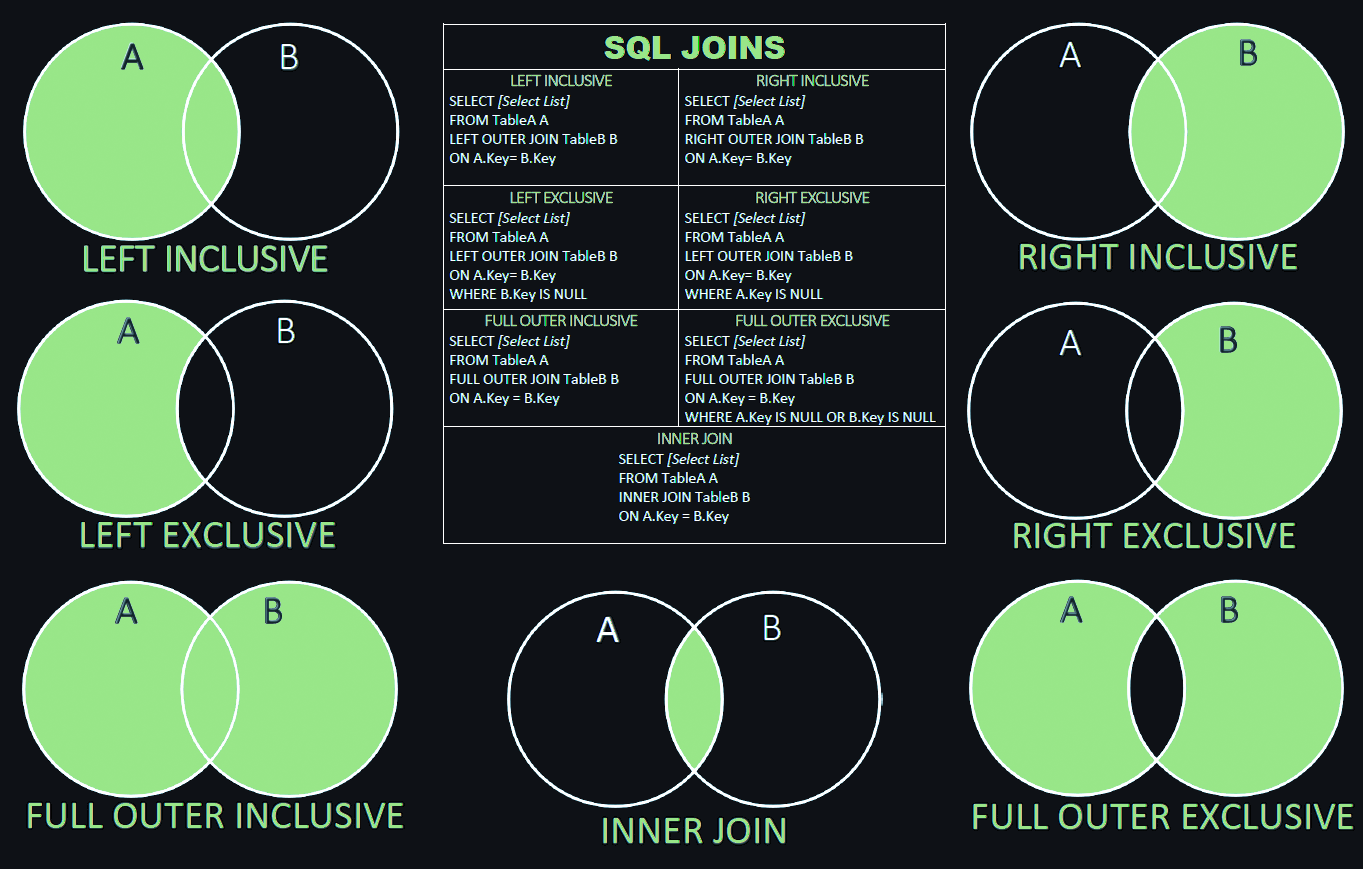 A B
LEFT INCLUSIVE
A B
LEFT EXCLUSIVE
A B
FULL OUTER INCLUSIVE
SQL JOINS
LEFT INCLUSIVE
SELECT [Select List]
FROM TableA A
LEFT OUTER JOIN TableB B
ON A.Key= B.Key
RIGHT INCLUSIVE
SELECT [Select List]
FROM TableA A
RIGHT OUTER JOIN TableB B
ON A.Key= B.Key
LEFT EXCLUSIVE
SELECT [Select List]
FROM TableA A
LEFT OUTER JOIN TableB B
ON A.Key= B.Key
WHERE B.Key IS NULL
RIGHT EXCLUSIVE
SELECT [Select List]
FROM TableA A
LEFT OUTER JOIN TableB B
ON A.Key= B.Key
WHERE A.Key IS NULL
FULL OUTER INCLUSIVE
SELECT [Select List]
FROM TableA A
FULL OUTER JOIN TableB B
ON A.Key = B.Key
FULL OUTER EXCLUSIVE
SELECT [Select List]
FROM TableA A
FULL OUTER JOIN TableB B
ON A.Key = B.Key
WHERE A.Key IS NULL OR B.Key IS NULL
INNER JOIN
SELECT [Select List]
FROM TableA A
INNER JOIN TableB B
ON A.Key = B.Key
A B
INNER JOIN
A B
RIGHT INCLUSIVE
A B
RIGHT EXCLUSIVE
A B
FULL OUTER EXCLUSIVE